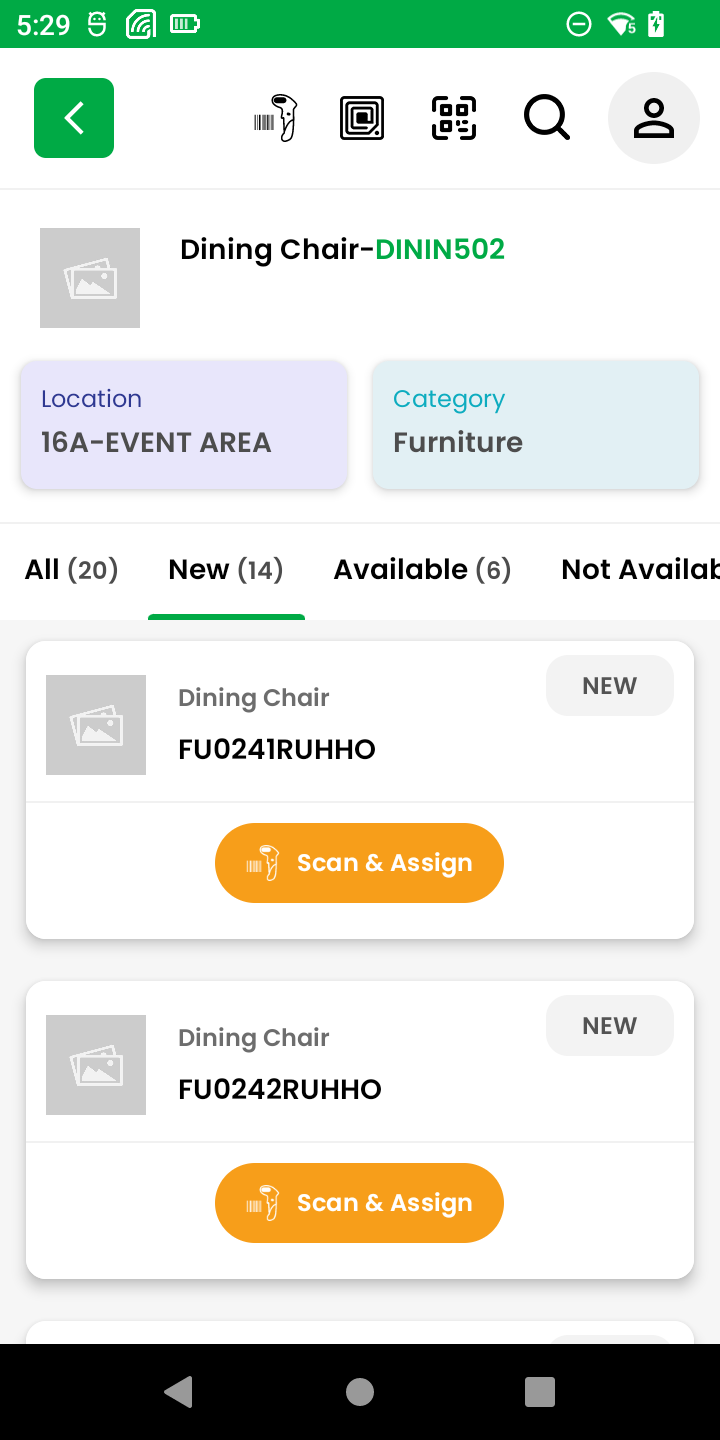 5:29
Dining Chair-DININ502
Location
16A-EVENT AREA
Category
Furniture
All (20) New (14) Available (6) Not Availab
NEW
Dining Chair
FU0241RUHHO
Scan & Assign
NEW
Dining Chair
FU0242RUHHO
Scan & Assign